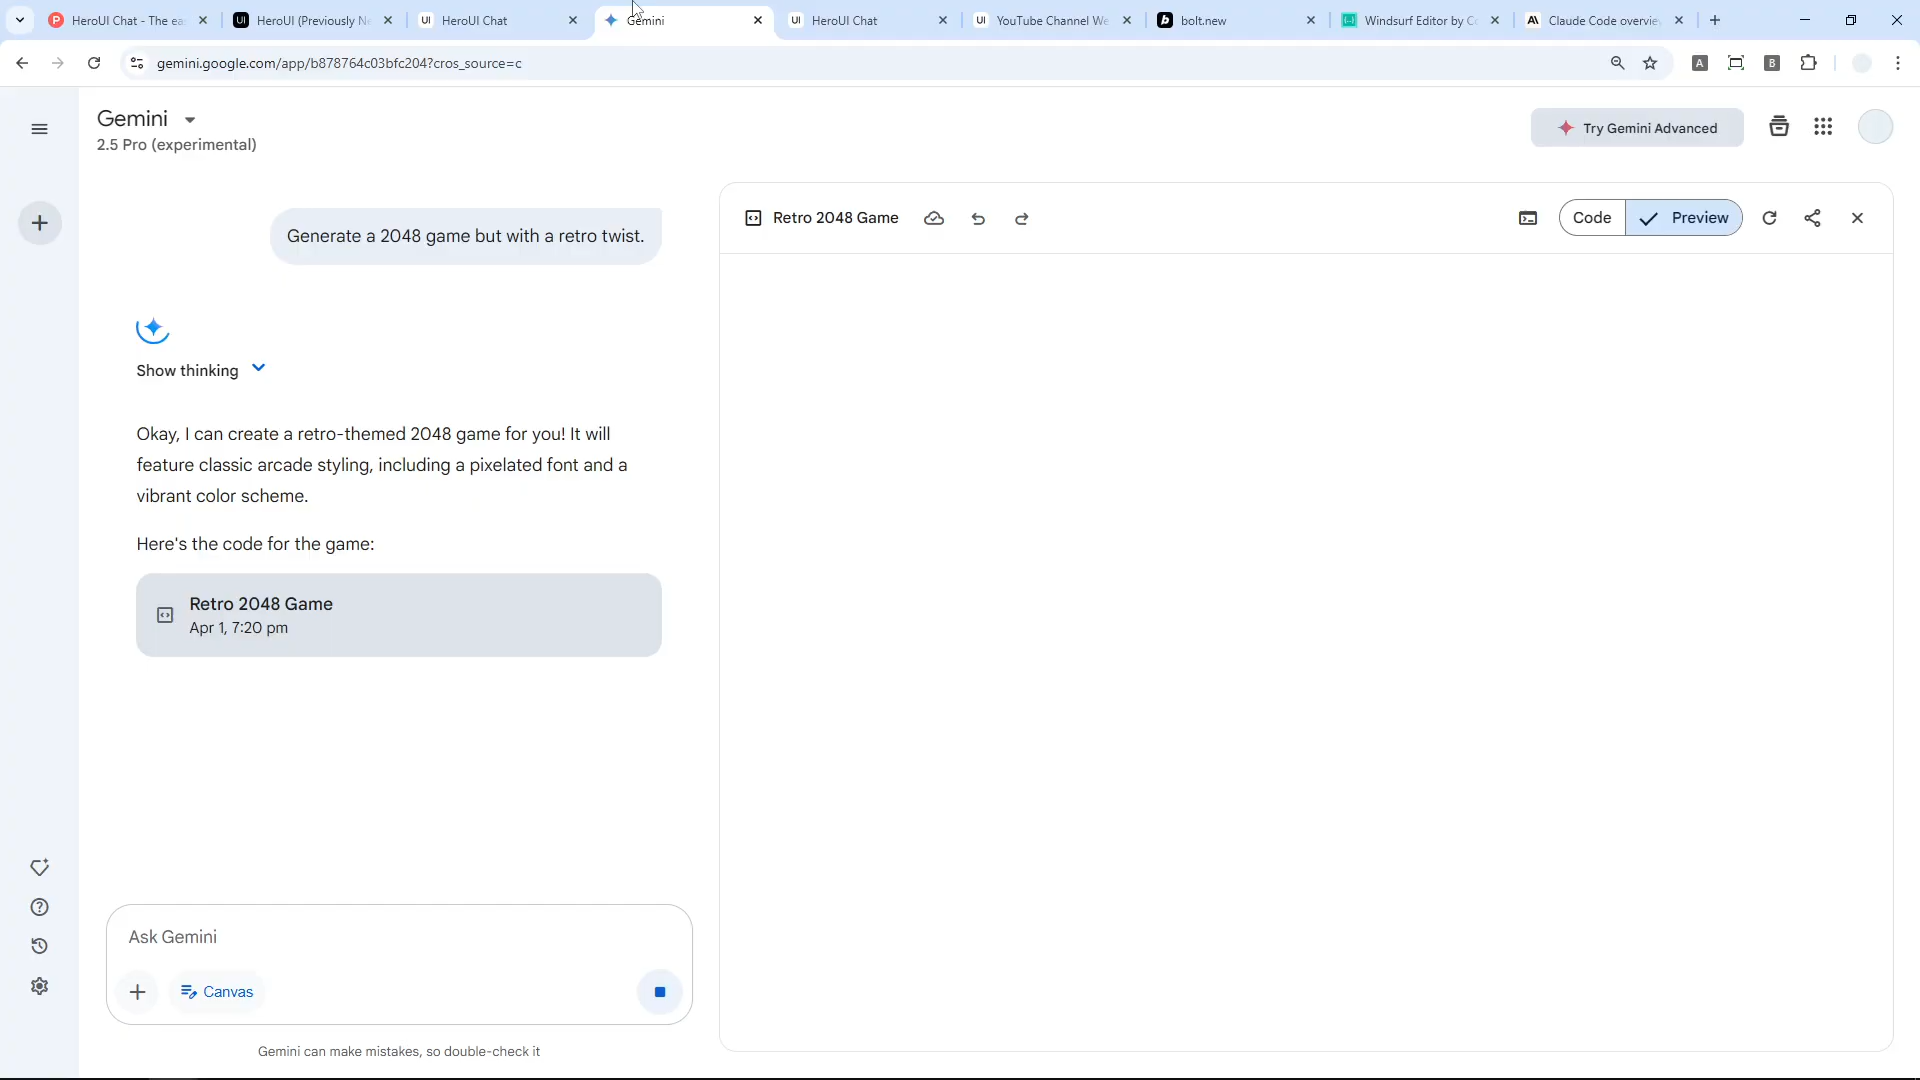 HeroUI Chat - The ea
HeroUI (Previously N
HeroUI Chat
Gemini
HeroUI Chat
YouTube Channel We
bolt.new
Windsurf Editor by C
Claude Code overvie
gemini.google.com/app/b878764c03bfc204?cros_source=c
Gemini
2.5 Pro (experimental)
Try Gemini Advanced
Generate a 2048 game but with a retro twist.
Show thinking
Okay, I can create a retro-themed 2048 game for you! It will
feature classic arcade styling, including a pixelated font and a
vibrant color scheme.
Here's the code for the game:
Retro 2048 Game
Apr 1, 7:20 pm
Retro 2048 Game
Code
Preview
Ask Gemini
Canvas
Gemini can make mistakes, so double-check it